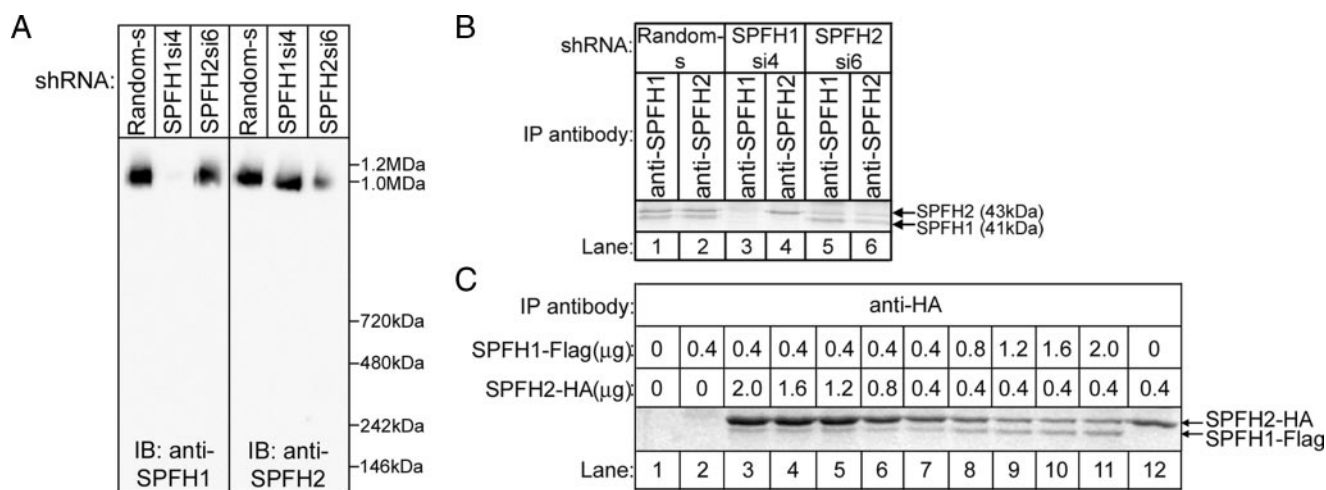 A
shRNA:
Random-s
SPFH1si4
SPFH2si6
Random-s
SPFH1si4
SPFH2si6
1.2MDa
1.0MDa
720kDa
480kDa
242kDa
146kDa
IB: anti-
SPFH1
IB: anti-
SPFH2
B
shRNA:
Random-
s
SPFH1
si4
SPFH2
si6
IP antibody:
anti-SPFH1
anti-SPFH2
anti-SPFH1
anti-SPFH2
anti-SPFH1
anti-SPFH2
SPFH2 (43kDa)
SPFH1 (41kDa)
Lane: 1 2 3 4 5 6
C
IP antibody: anti-HA
SPFH1-Flag(μg): 0 0.4 0.4 0.4 0.4 0.4 0.4 0.8 1.2 1.6 2.0 0
SPFH2-HA(μg): 0 0 2.0 1.6 1.2 0.8 0.4 0.4 0.4 0.4 0.4 0.4
SPFH2-HA
SPFH1-Flag
Lane: 1 2 3 4 5 6 7 8 9 10 11 12